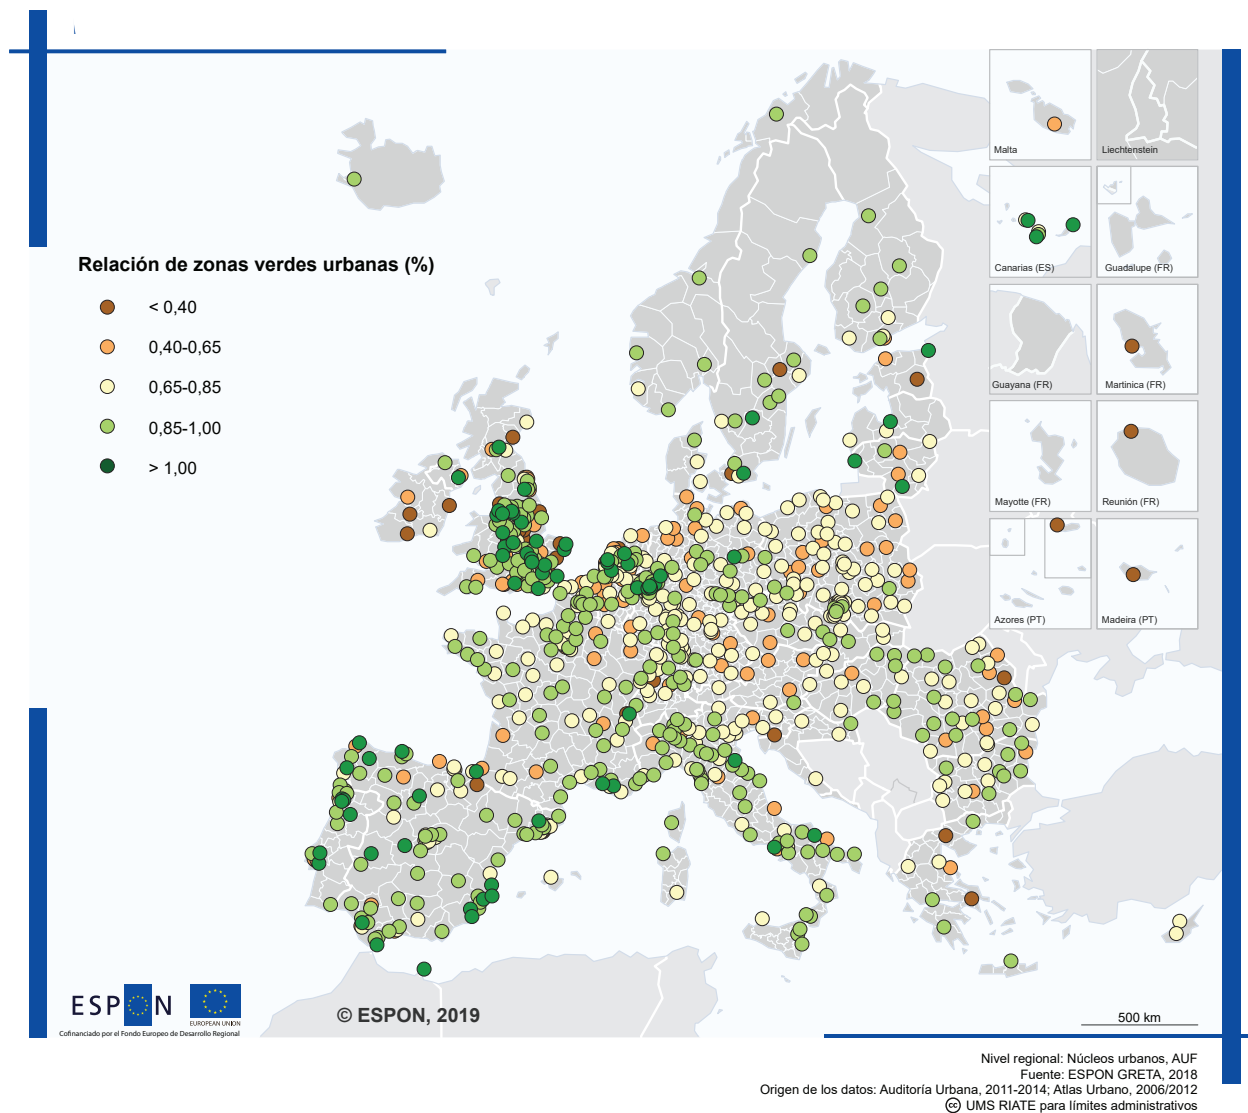 Relación de zonas verdes urbanas (%)
< 0,40
0,40-0,65
0,65-0,85
0,85-1,00
> 1,00
Malta
Liechtenstein
Canarias (ES)
Guadalupe (FR)
Guayana (FR)
Martinica (FR)
Mayotte (FR)
Reunión (FR)
Azores (PT)
Madeira (PT)
ESPON
EUROPEAN UNION
Cofinanciado por el Fondo Europeo de Desarrollo Regional
© ESPON, 2019
500 km
Nivel regional: Núcleos urbanos, AUF
Fuente: ESPON GRETA, 2018
Origen de los datos: Auditoría Urbana, 2011-2014; Atlas Urbano, 2006/2012
cc UMS RIATE para límites administrativos